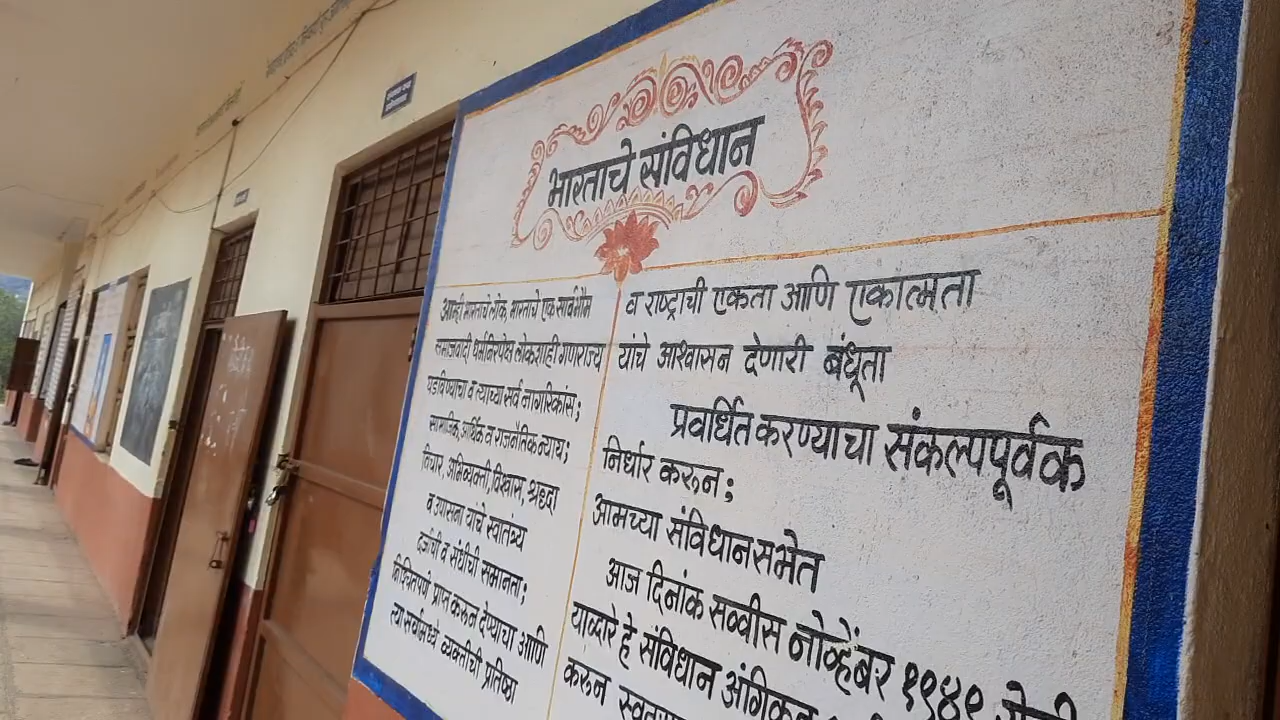 भारताचे संविधान
आम्ही भारताचे लोक, भारताचे एक सार्वभौम
समाजवादी धर्मनिरपेक्ष लोकशाही गणराज्य
घडविण्याचा व त्याच्या सर्व नागरिकांस;
सामाजिक, आर्थिक व राजनैतिक न्याय;
विचार, अभिव्यक्ती, विश्वास, श्रद्धा
व उपासना यांचे स्वातंत्र्य
दर्जाची व संधीची समानता;
निश्चितपणे प्राप्त करून देण्याचा आणि
त्या सर्वांमध्ये व्यक्तीची प्रतिष्ठा
व राष्ट्राची एकता आणि एकात्मता
यांचे आश्वासन देणारी बंधूता
प्रवर्धित करण्याचा संकल्पपूर्वक
निर्धार करून;
आमच्या संविधानसभेत
आज दिनांक सव्वीस नोव्हेंबर १९४९ रोजी
याव्दारे हे संविधान अंगिकृत
करून